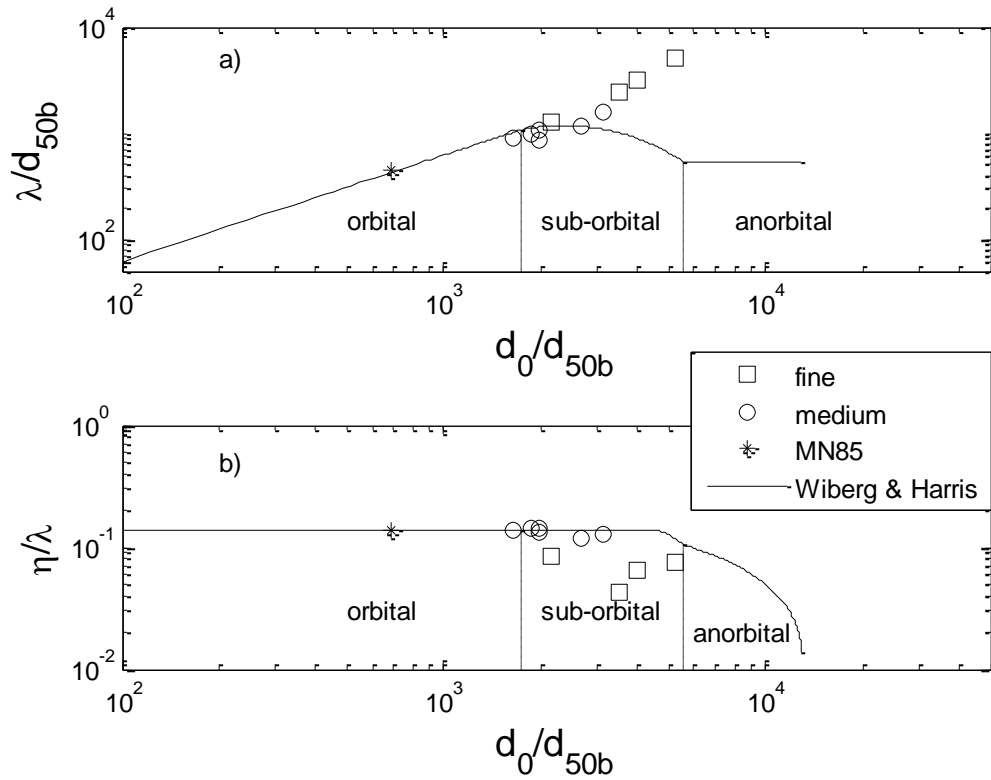 10^4
a)
λ/d_50b
10^2
orbital
sub-orbital
anorbital
10^2
10^3
10^4
d_0/d_50b
fine
medium
MN85
Wiberg & Harris
10^0
b)
η/λ
10^-1
orbital
sub-orbital
anorbital
10^-2
10^2
10^3
10^4
d_0/d_50b